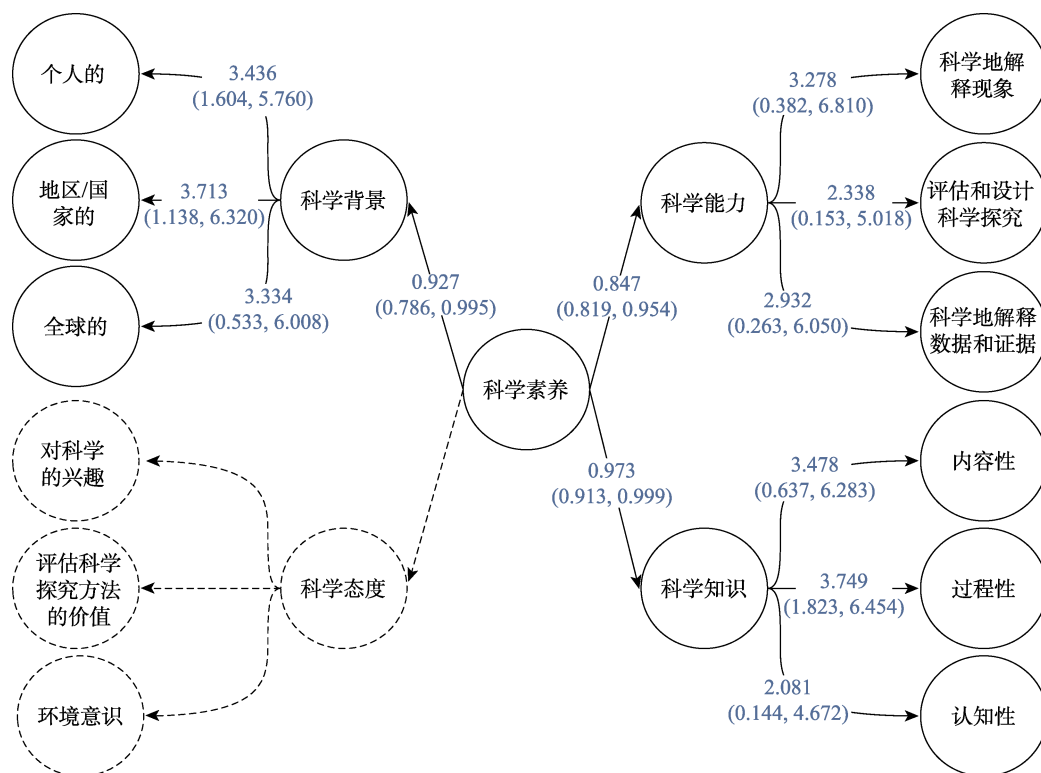 个人的
3.436
(1.604, 5.760)
地区/国
家的
3.713
(1.138, 6.320)
科学背景
全球的
3.334
(0.533, 6.008)
0.927
(0.786, 0.995)
科学地解
释现象
3.278
(0.382, 6.810)
科学能力
2.338
(0.153, 5.018)
评估和设计
科学探究
0.847
(0.819, 0.954)
2.932
(0.263, 6.050)
科学地解释
数据和证据
科学素养
对科学
的兴趣
评估科学
探究方法
的价值
科学态度
环境意识
0.973
(0.913, 0.999)
3.478
(0.637, 6.283)
内容性
科学知识
3.749
(1.823, 6.454)
过程性
2.081
(0.144, 4.672)
认知性